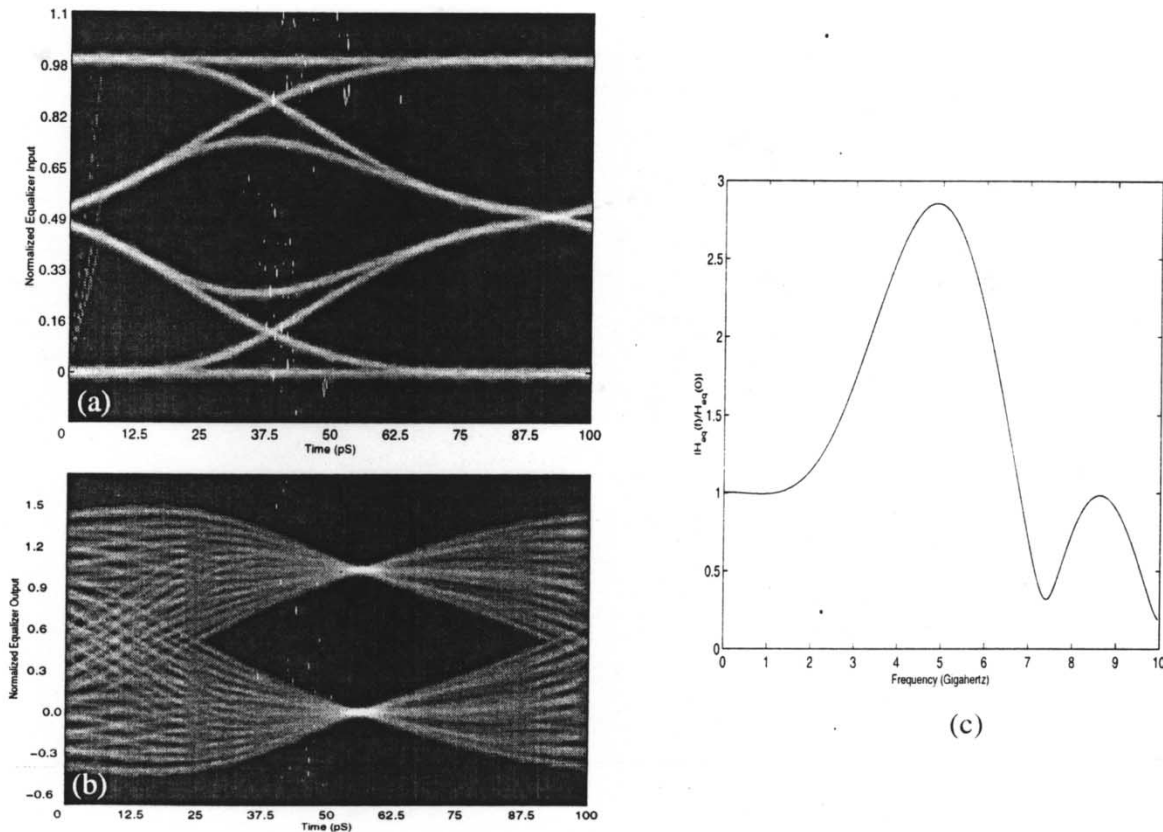 1.1
0.98
0.82
0.65
0.49
0.33
0.16
0
Normalized Equalizer Input
(a)
0 12.5 25 37.5 50 62.5 75 87.5 100
Time (pS)
1.5
1.2
0.9
0.6
0.3
0.0
-0.3
-0.6
Normalized Equalizer Output
(b)
0 12.5 25 37.5 50 62.5 75 87.5 100
Time (pS)
3
2.5
2
1.5
1
0.5
0
|H_eq(f)/H_eq(0)|
0 1 2 3 4 5 6 7 8 9 10
Frequency (Gigahertz)
(c)